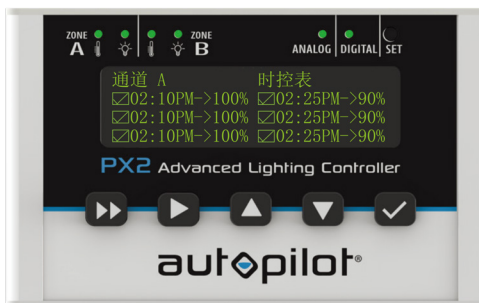 ZONE A
ZONE B
ANALOG DIGITAL SET
通道 A 时控表
02:10PM->100% 02:25PM->90%
02:10PM->100% 02:25PM->90%
02:10PM->100% 02:25PM->90%
PX2 Advanced Lighting Controller
autopilot®